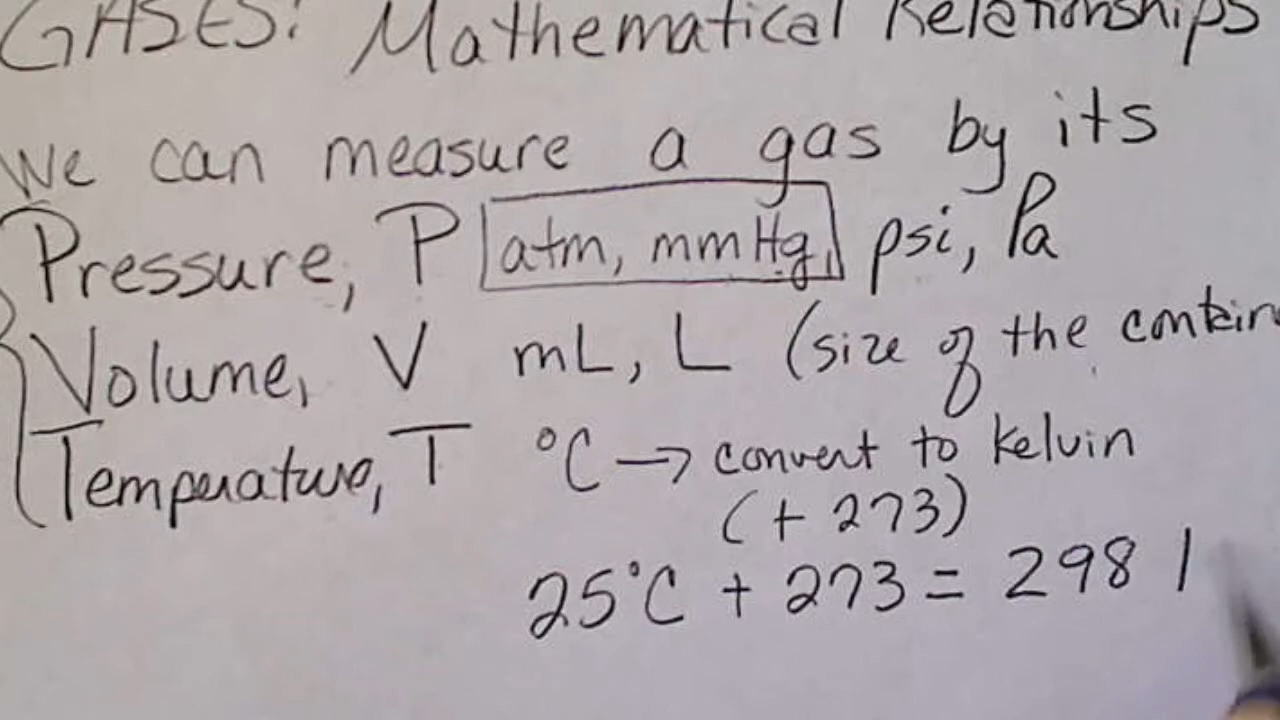 GASES: Mathematical Relationships
We can measure a gas by its
Pressure, P atm, mmHg, psi, Pa
Volume, V mL, L (size of the contain
Temperature, T °C → convert to Kelvin
(+ 273)
25°C + 273 = 298